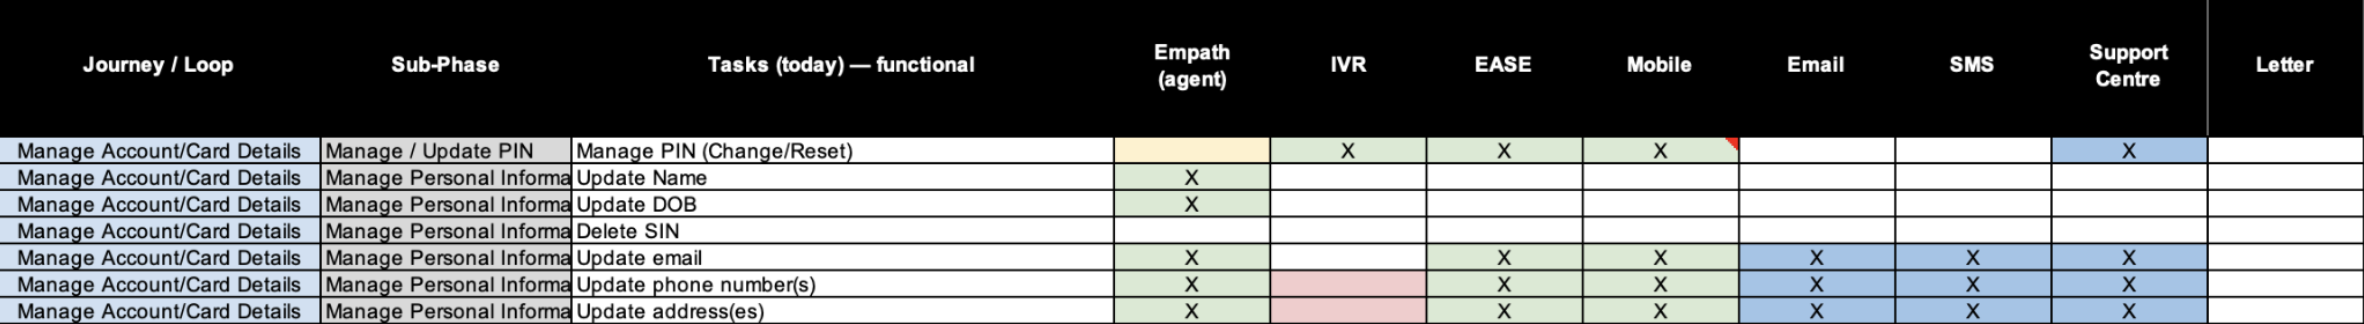 Journey / Loop Sub-Phase Tasks (today) — functional Empath (agent) IVR EASE Mobile Email SMS Support Centre Letter
Manage Account/Card Details Manage / Update PIN Manage PIN (Change/Reset) X X X X
Manage Account/Card Details Manage Personal Informa Update Name X
Manage Account/Card Details Manage Personal Informa Update DOB X
Manage Account/Card Details Manage Personal Informa Delete SIN
Manage Account/Card Details Manage Personal Informa Update email X X X X X X
Manage Account/Card Details Manage Personal Informa Update phone number(s) X X X X X X
Manage Account/Card Details Manage Personal Informa Update address(es) X X X X X X